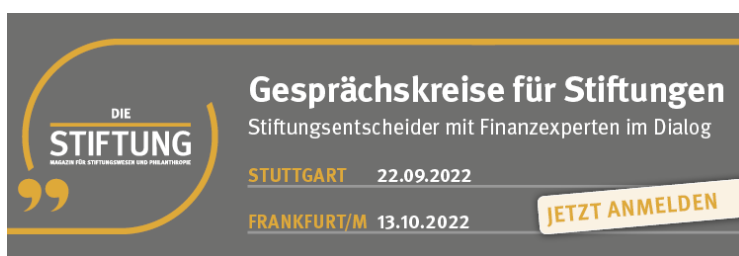 Gesprächskreise für Stiftungen
Stiftungsentscheider mit Finanzexperten im Dialog
DIE
STIFTUNG
MAGAZIN FÜR STIFTUNGSWESEN UND PHILANTHROPIE
STUTTGART 22.09.2022
FRANKFURT/M 13.10.2022
JETZT ANMELDEN